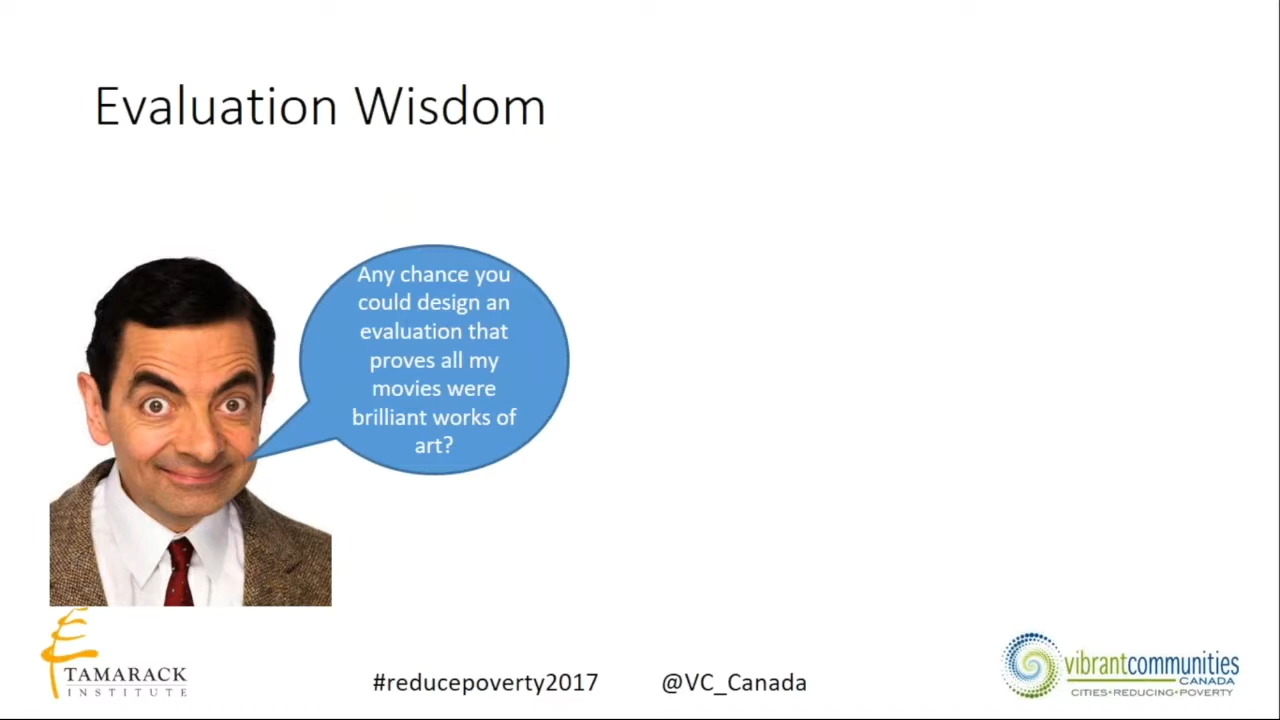 Evaluation Wisdom
Any chance you
could design an
evaluation that
proves all my
movies were
brilliant works of
art?
TAMARACK
INSTITUTE
#reducepoverty2017 @VC_Canada
vibrantcommunities
CANADA
CITIES•REDUCING•POVERTY